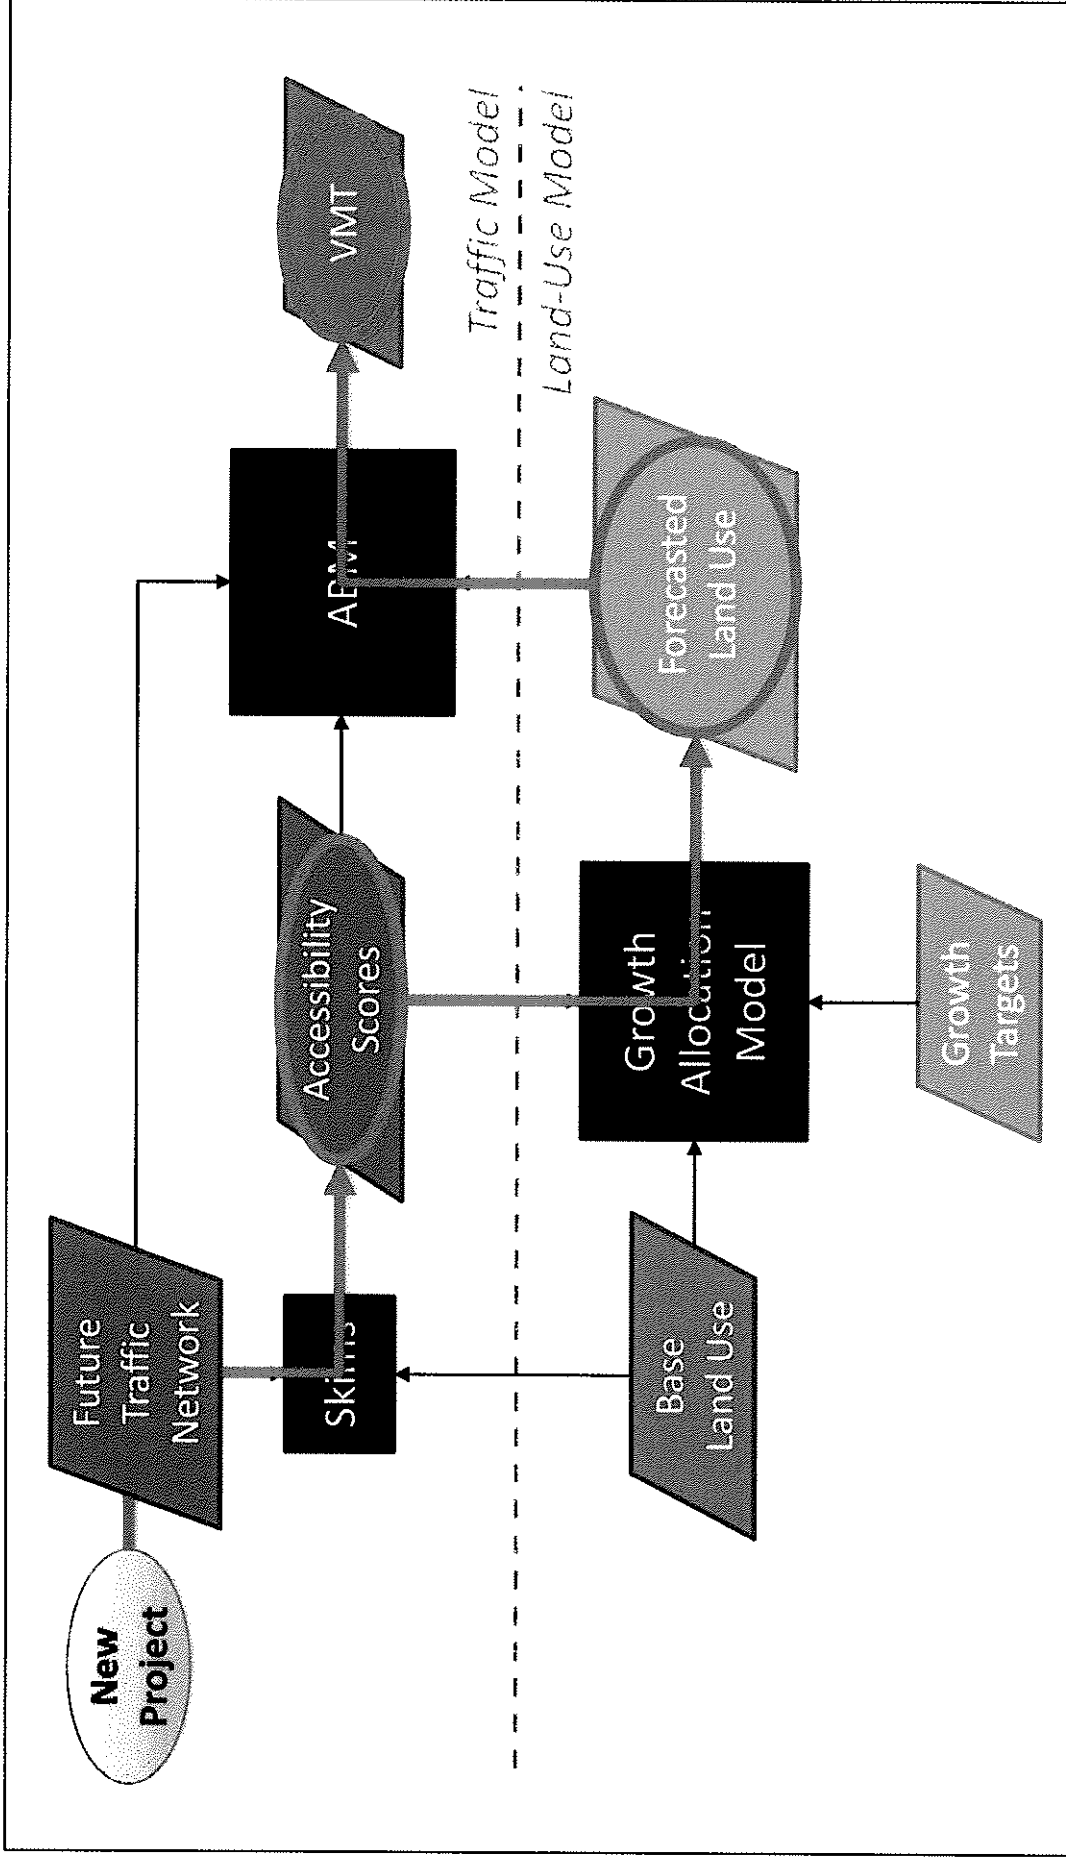 New
Project
Future
Traffic
Network
Skims
Accessibility
Scores
ABM
VMT
Traffic Model
Land-Use Model
Base
Land Use
Growth
Allocation
Model
Forecasted
Land Use
Growth
Targets